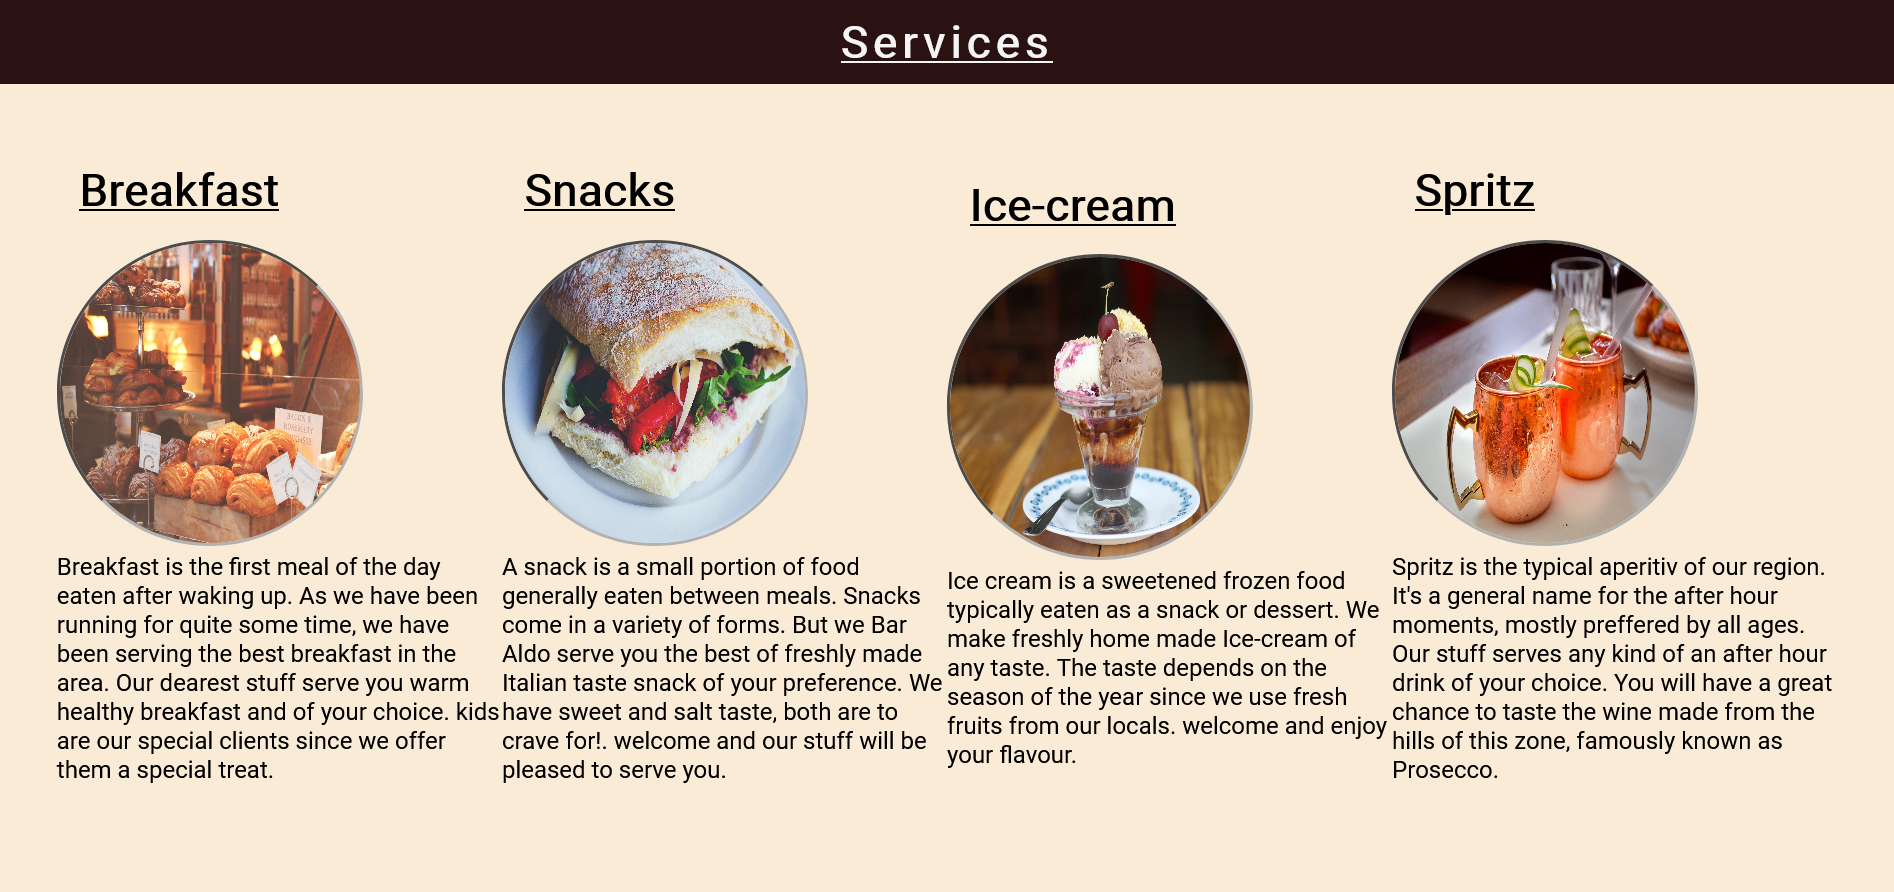 Services
Breakfast
BACON &
ROSEMARY
Breakfast is the first meal of the day
eaten after waking up. As we have been
running for quite some time, we have
been serving the best breakfast in the
area. Our dearest stuff serve you warm
healthy breakfast and of your choice. kids
are our special clients since we offer
them a special treat.
Snacks
A snack is a small portion of food
generally eaten between meals. Snacks
come in a variety of forms. But we Bar
Aldo serve you the best of freshly made
Italian taste snack of your preference. We
have sweet and salt taste, both are to
crave for!. welcome and our stuff will be
pleased to serve you.
Ice-cream
Ice cream is a sweetened frozen food
typically eaten as a snack or dessert. We
make freshly home made Ice-cream of
any taste. The taste depends on the
season of the year since we use fresh
fruits from our locals. welcome and enjoy
your flavour.
Spritz
Spritz is the typical aperitiv of our region.
It's a general name for the after hour
moments, mostly preffered by all ages.
Our stuff serves any kind of an after hour
drink of your choice. You will have a great
chance to taste the wine made from the
hills of this zone, famously known as
Prosecco.